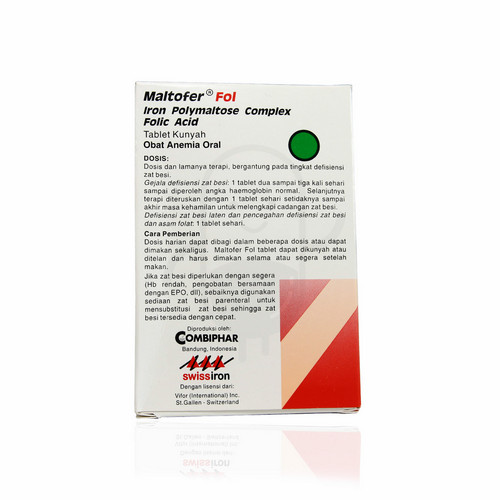 Maltofer® Fol
Iron Polymaltose Complex
Folic Acid
Tablet Kunyah
Obat Anemia Oral
DOSIS:
Dosis dan lamanya terapi, bergantung pada tingkat defisiensi
zat besi.
Gejala defisiensi zat besi: 1 tablet dua sampai tiga kali sehari
sampai diperoleh angka haemoglobin normal. Selanjutnya
terapi diteruskan dengan 1 tablet sehari setidaknya sampai
akhir masa kehamilan untuk melengkapi cadangan zat besi.
Defisiensi zat besi laten dan pencegahan defisiensi zat besi
dan asam folat: 1 tablet sehari.
Cara Pemberian
Dosis harian dapat dibagi dalam beberapa dosis atau dapat
dimakan sekaligus. Maltofer Fol tablet dapat dikunyah atau
ditelan dan harus dimakan selama atau segera setelah
makan.
Jika zat besi diperlukan dengan segera
(Hb rendah, pengobatan bersamaan
dengan EPO, dll), sebaiknya digunakan
sediaan zat besi parenteral untuk
mensubstitusi zat besi sehingga zat
besi tersedia dengan cepat.
Diproduksi oleh:
COMBIPHAR
Bandung, Indonesia
swissiron
Dengan lisensi dari:
Vifor (International) Inc.
St.Gallen - Switzerland